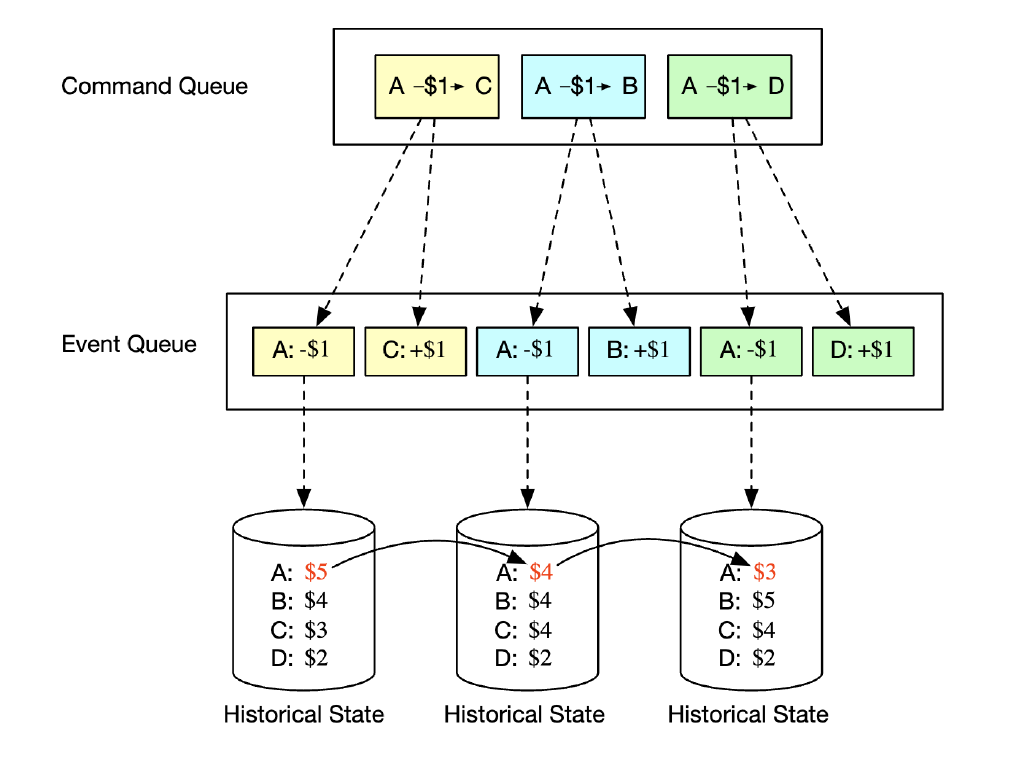 Command Queue
A –$1→ C
A –$1→ B
A –$1→ D
Event Queue
A: -$1
C: +$1
A: -$1
B: +$1
A: -$1
D: +$1
A: $5
B: $4
C: $3
D: $2
Historical State
A: $4
B: $4
C: $4
D: $2
Historical State
A: $3
B: $5
C: $4
D: $2
Historical State